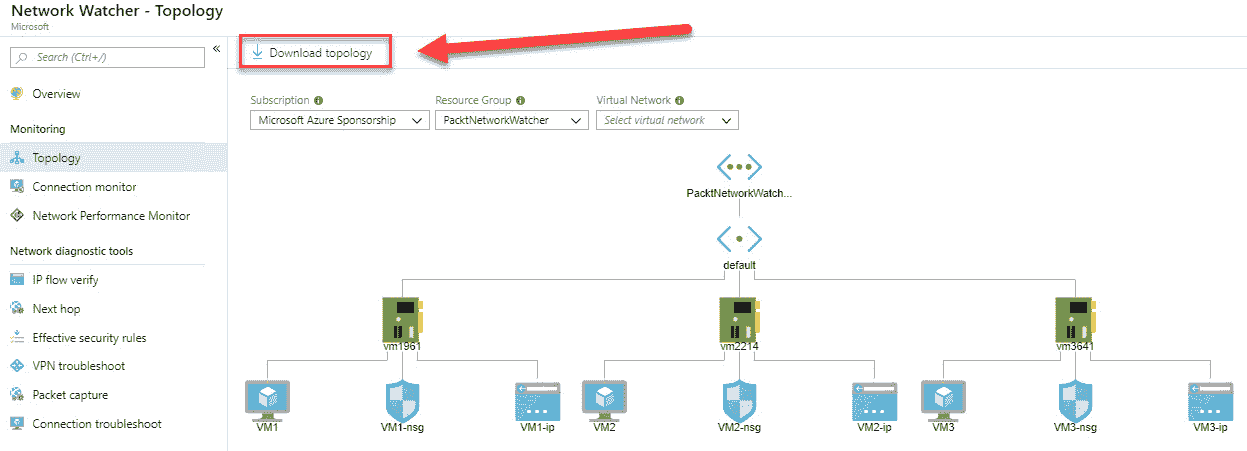 Network Watcher - Topology
Microsoft
Search (Ctrl+/)
«
Overview
Monitoring
Topology
Connection monitor
Network Performance Monitor
Network diagnostic tools
IP flow verify
Next hop
Effective security rules
VPN troubleshoot
Packet capture
Connection troubleshoot
Download topology
Subscription Resource Group Virtual Network
Microsoft Azure Sponsorship PacktNetworkWatcher Select virtual network
PacktNetworkWatch...
default
vm1961 vm2214 vm3641
VM1 VM1-nsg VM1-ip VM2 VM2-nsg VM2-ip VM3 VM3-nsg VM3-ip